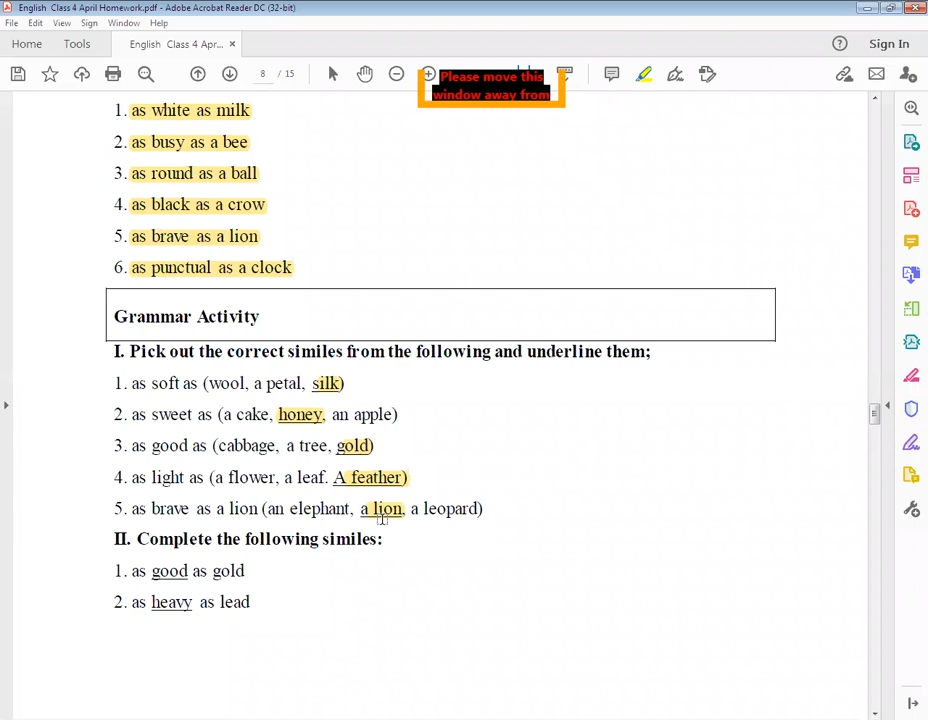 English Class 4 April Homework.pdf - Adobe Acrobat Reader DC (32-bit)
File Edit View Sign Window Help
Home Tools English Class 4 Apr... × Sign In
8 / 15
Please move this
window away from
1. as white as milk
2. as busy as a bee
3. as round as a ball
4. as black as a crow
5. as brave as a lion
6. as punctual as a clock
Grammar Activity
I. Pick out the correct similes from the following and underline them;
1. as soft as (wool, a petal, silk)
2. as sweet as (a cake, honey, an apple)
3. as good as (cabbage, a tree, gold)
4. as light as (a flower, a leaf. A feather)
5. as brave as a lion (an elephant, a lion, a leopard)
II. Complete the following similes:
1. as good as gold
2. as heavy as lead